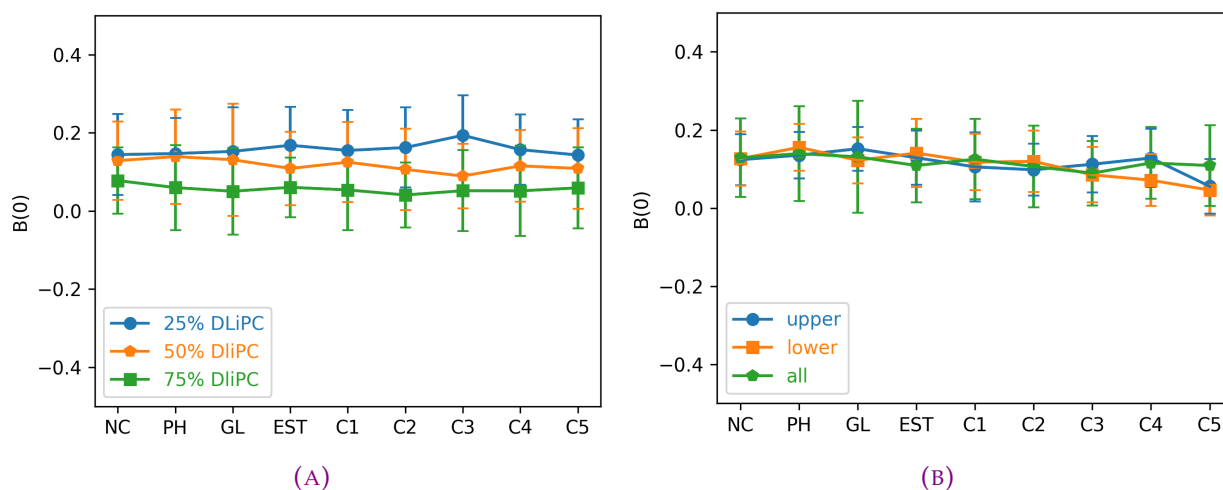 0.4
0.2
0.0
−0.2
−0.4
B(0)
25% DLiPC
50% DliPC
75% DliPC
NC PH GL EST C1 C2 C3 C4 C5
(A)
0.4
0.2
0.0
−0.2
−0.4
B(0)
upper
lower
all
NC PH GL EST C1 C2 C3 C4 C5
(B)